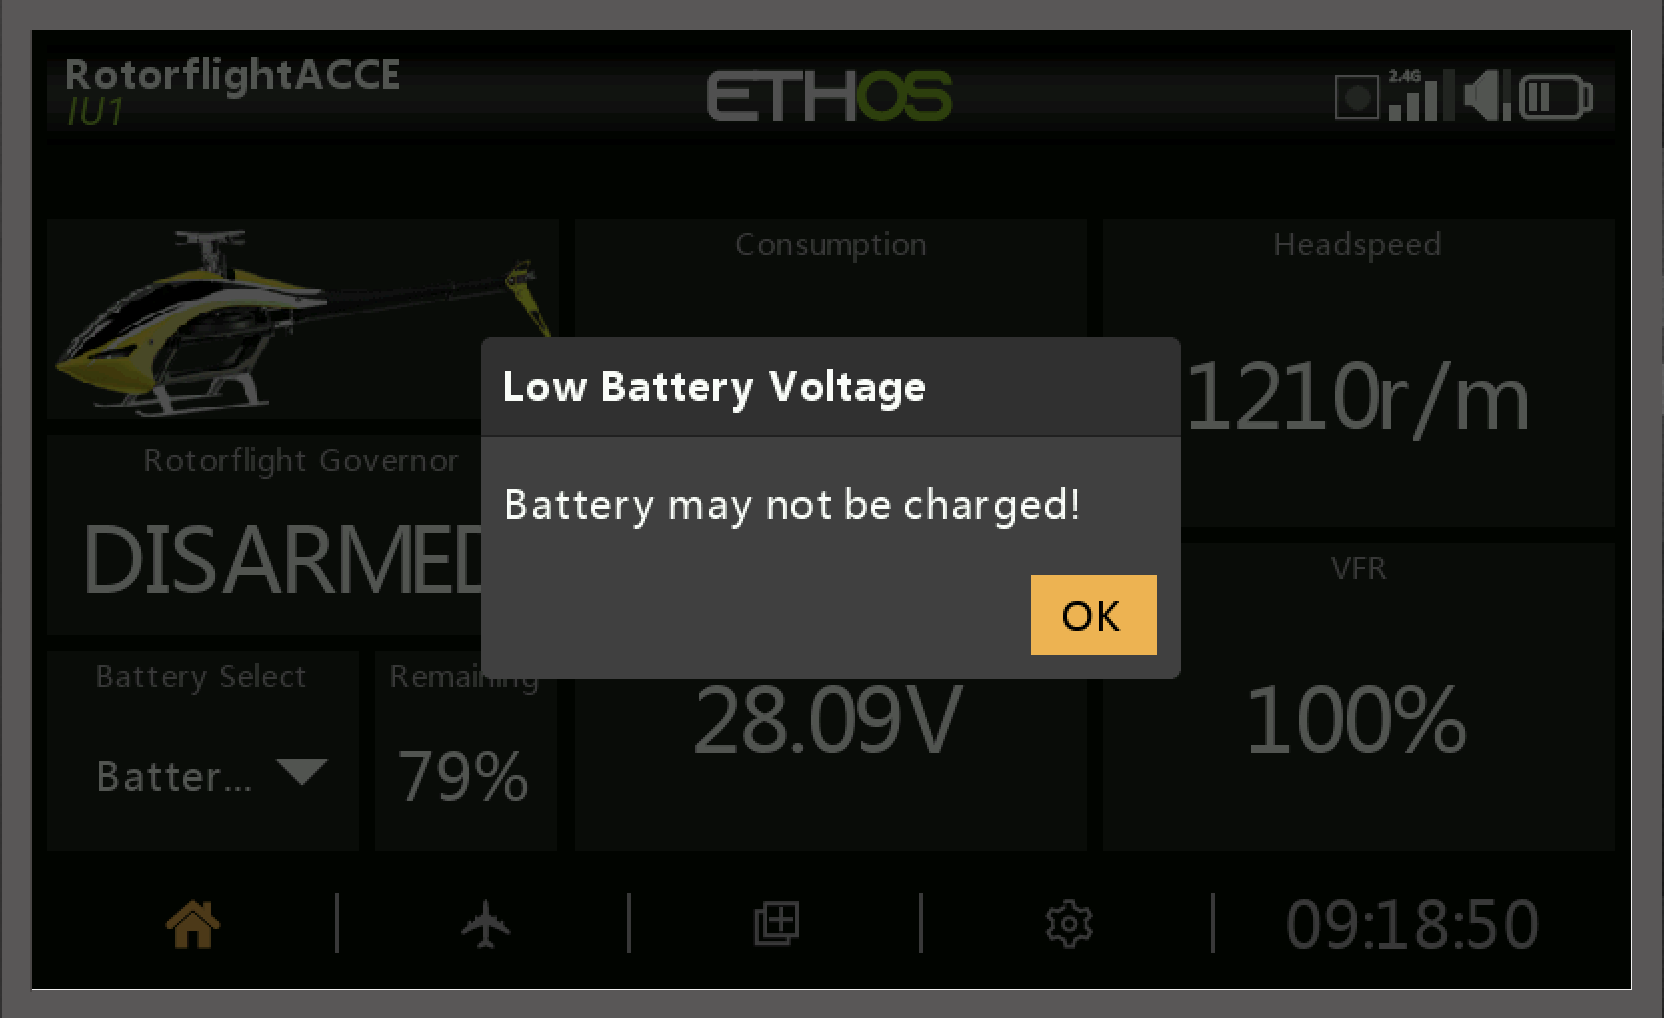 RotorflightACCE
IU1
ETHOS
2.4G
Consumption
Headspeed
1210r/m
Low Battery Voltage
Battery may not be charged!
OK
Rotorflight Governor
DISARMED
VFR
100%
Battery Select
Batter...
Remaining
79%
28.09V
09:18:50